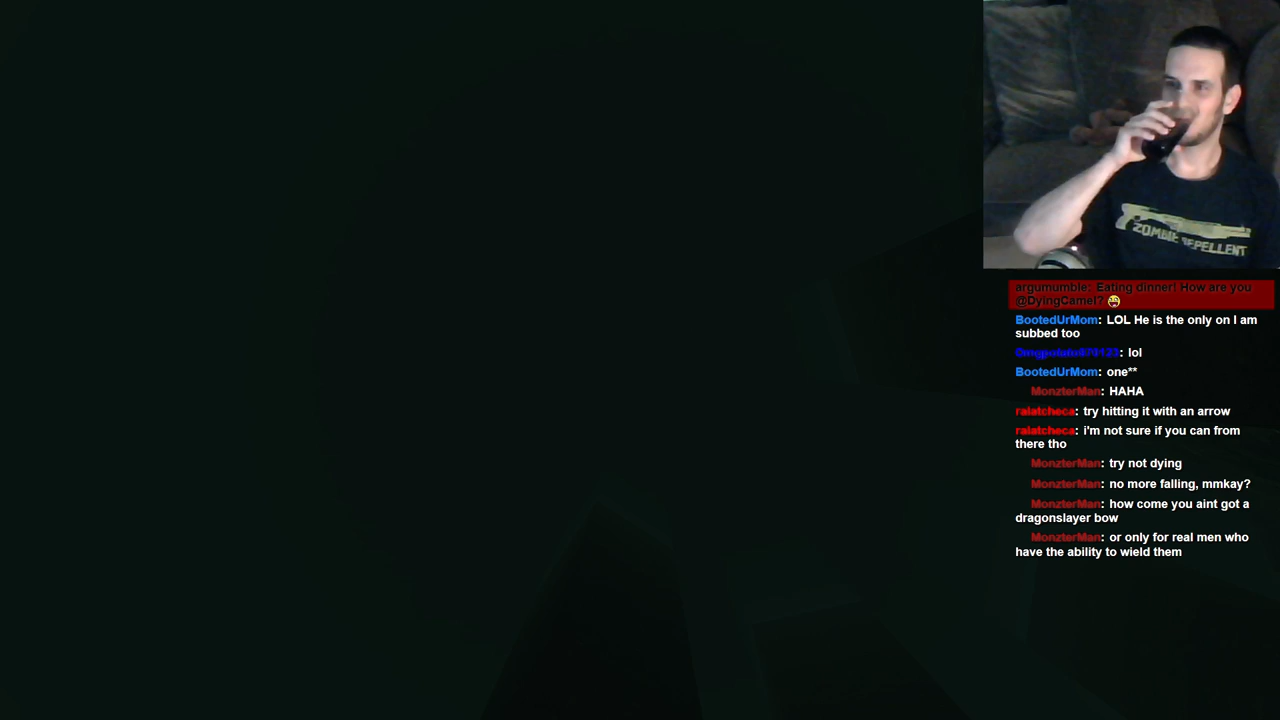 ZOMBIE REPELLENT
argumumble: Eating dinner! How are you
@DyingCamel?
BootedUrMom: LOL He is the only on I am
subbed too
: lol
BootedUrMom: one**
MonzterMan: HAHA
ralatcheca: try hitting it with an arrow
ralatcheca: i'm not sure if you can from
there tho
MonzterMan: try not dying
MonzterMan: no more falling, mmkay?
MonzterMan: how come you aint got a
dragonslayer bow
MonzterMan: or only for real men who
have the ability to wield them